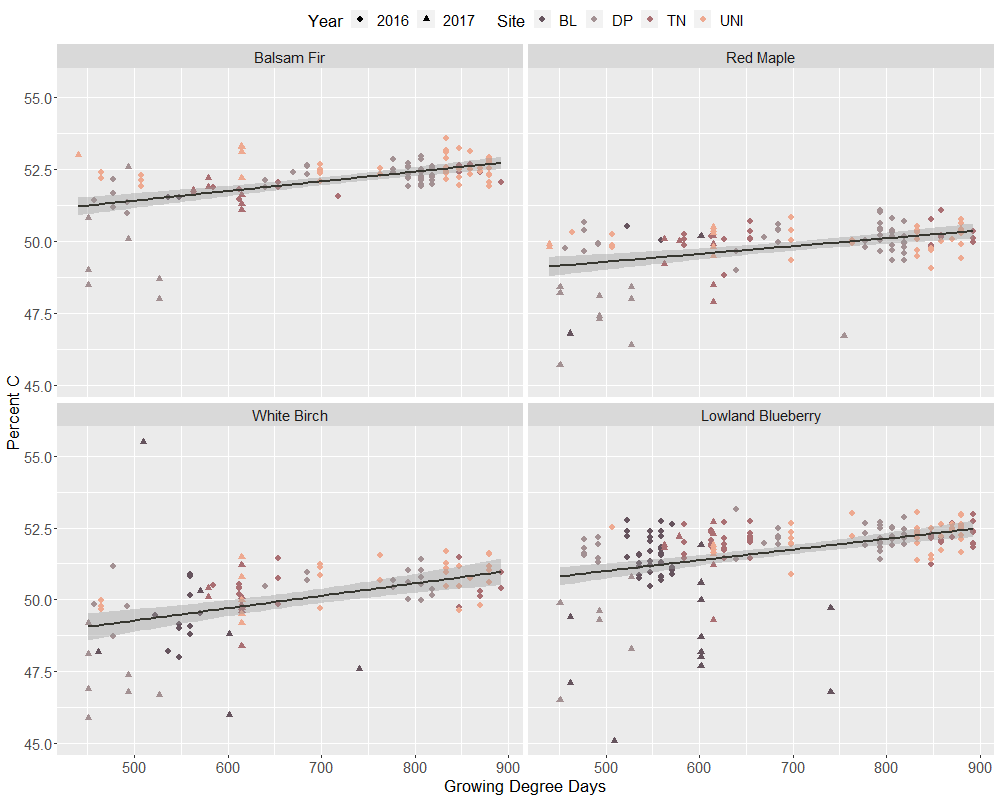 Year 2016 2017 Site BL DP TN UNI
Balsam Fir Red Maple
55.0
52.5
50.0
47.5
45.0
Percent C
White Birch Lowland Blueberry
55.0
52.5
50.0
47.5
45.0
500 600 700 800 900 500 600 700 800 900
Growing Degree Days